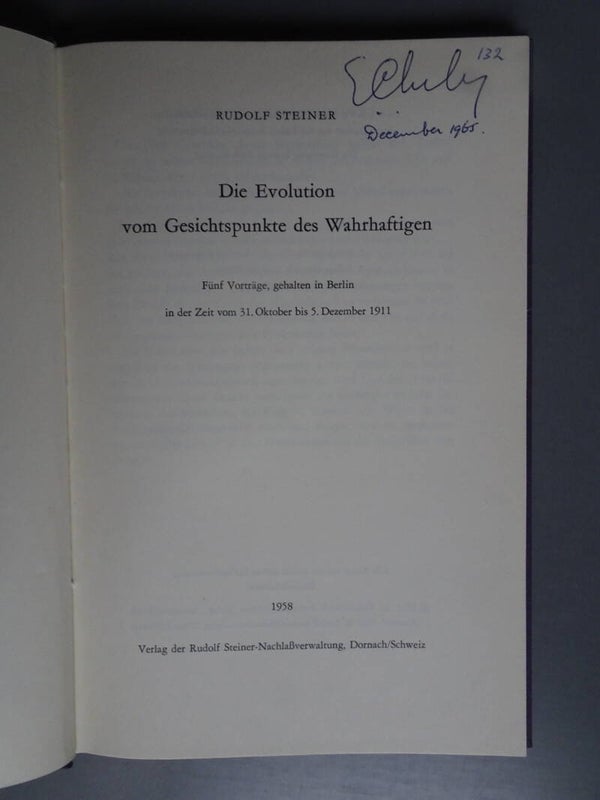 132
RUDOLF STEINER
December 1965.
Die Evolution
vom Gesichtspunkte des Wahrhaftigen
Fünf Vorträge, gehalten in Berlin
in der Zeit vom 31. Oktober bis 5. Dezember 1911
1958
Verlag der Rudolf Steiner-Nachlaßverwaltung, Dornach/Schweiz